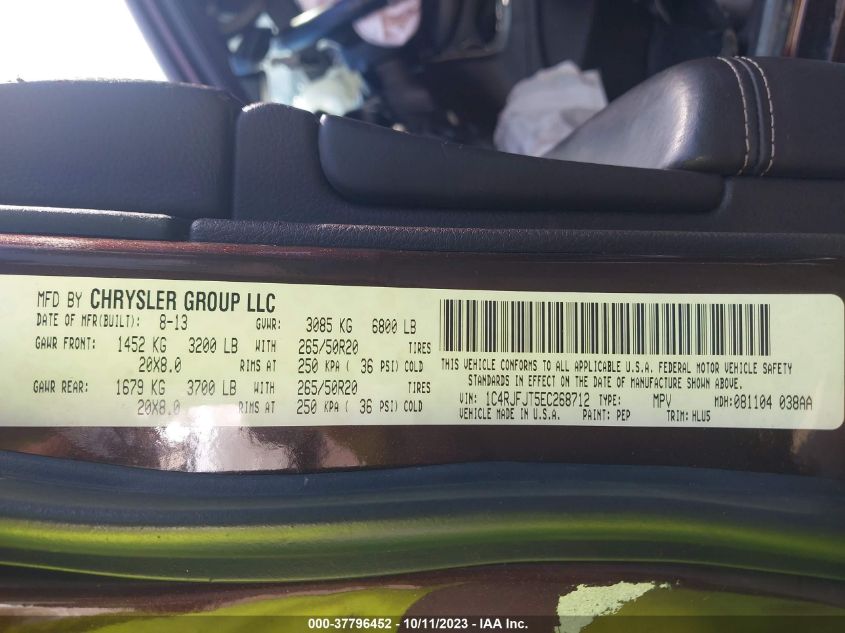 MFD BY CHRYSLER GROUP LLC
DATE OF MFR(BUILT): 8-13 GVWR: 3085 KG 6800 LB
GAWR FRONT: 1452 KG 3200 LB WITH 265/50R20 TIRES
20X8.0 RIMS AT 250 KPA ( 36 PSI) COLD
GAWR REAR: 1679 KG 3700 LB WITH 265/50R20 TIRES
20X8.0 RIMS AT 250 KPA ( 36 PSI) COLD
THIS VEHICLE CONFORMS TO ALL APPLICABLE U.S.A. FEDERAL MOTOR VEHICLE SAFETY
STANDARDS IN EFFECT ON THE DATE OF MANUFACTURE SHOWN ABOVE.
VIN: 1C4RJFJT5EC268712 TYPE: MPV MDH:081104 038AA
VEHICLE MADE IN U.S.A. PAINT: PEP TRIM: HLU5
000-37796452 - 10/11/2023 - IAA Inc.